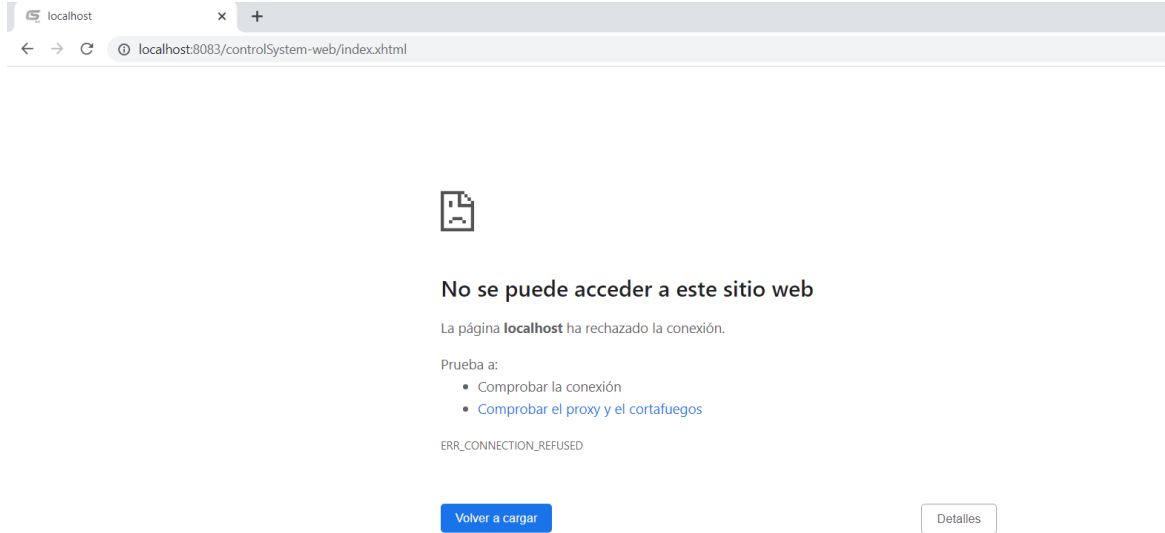 localhost
localhost:8083/controlSystem-web/index.xhtml
No se puede acceder a este sitio web
La página localhost ha rechazado la conexión.
Prueba a:
Comprobar la conexión
Comprobar el proxy y el cortafuegos
ERR_CONNECTION_REFUSED
Volver a cargar
Detalles